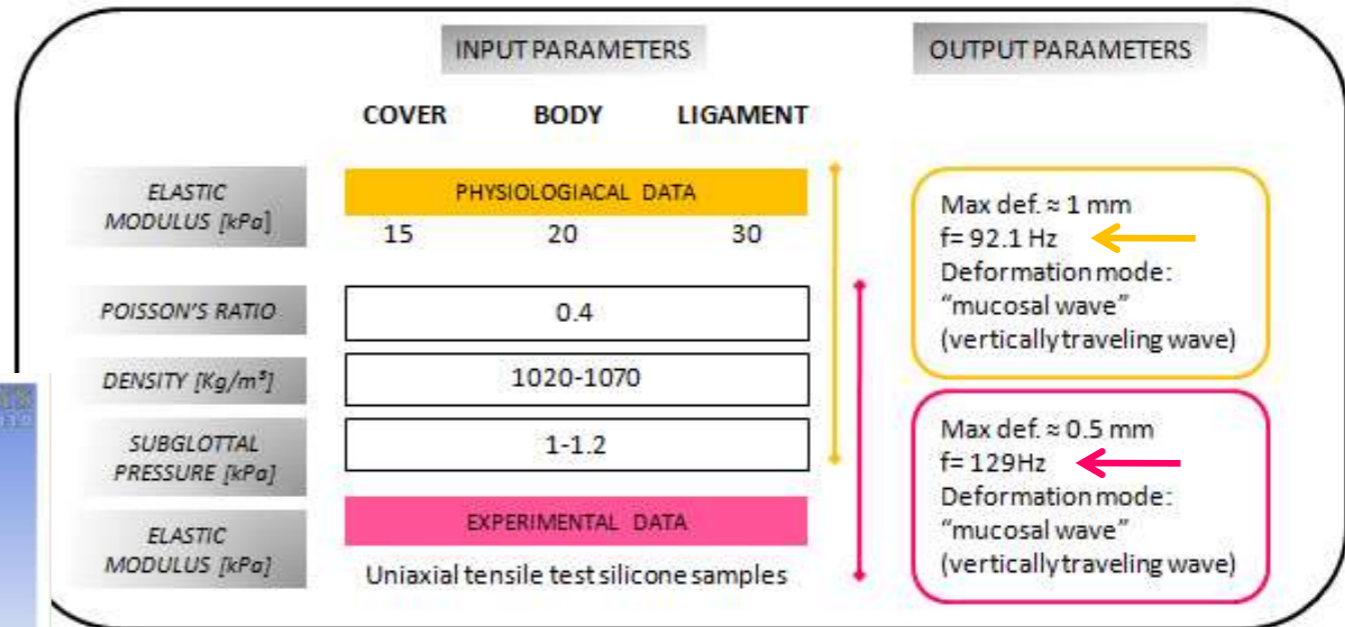 INPUT PARAMETERS
OUTPUT PARAMETERS
COVER BODY LIGAMENT
ELASTIC
MODULUS [kPa]
PHYSIOLOGIACAL DATA
15 20 30
POISSON'S RATIO
0.4
DENSITY [Kg/m³]
1020-1070
SUBGLOTTAL
PRESSURE [kPa]
1-1.2
ELASTIC
MODULUS [kPa]
EXPERIMENTAL DATA
Uniaxial tensile test silicone samples
Max def. ≈ 1 mm
f= 92.1 Hz
Deformation mode:
“mucosal wave”
(vertically traveling wave)
Max def. ≈ 0.5 mm
f= 129Hz
Deformation mode:
“mucosal wave”
(vertically traveling wave)